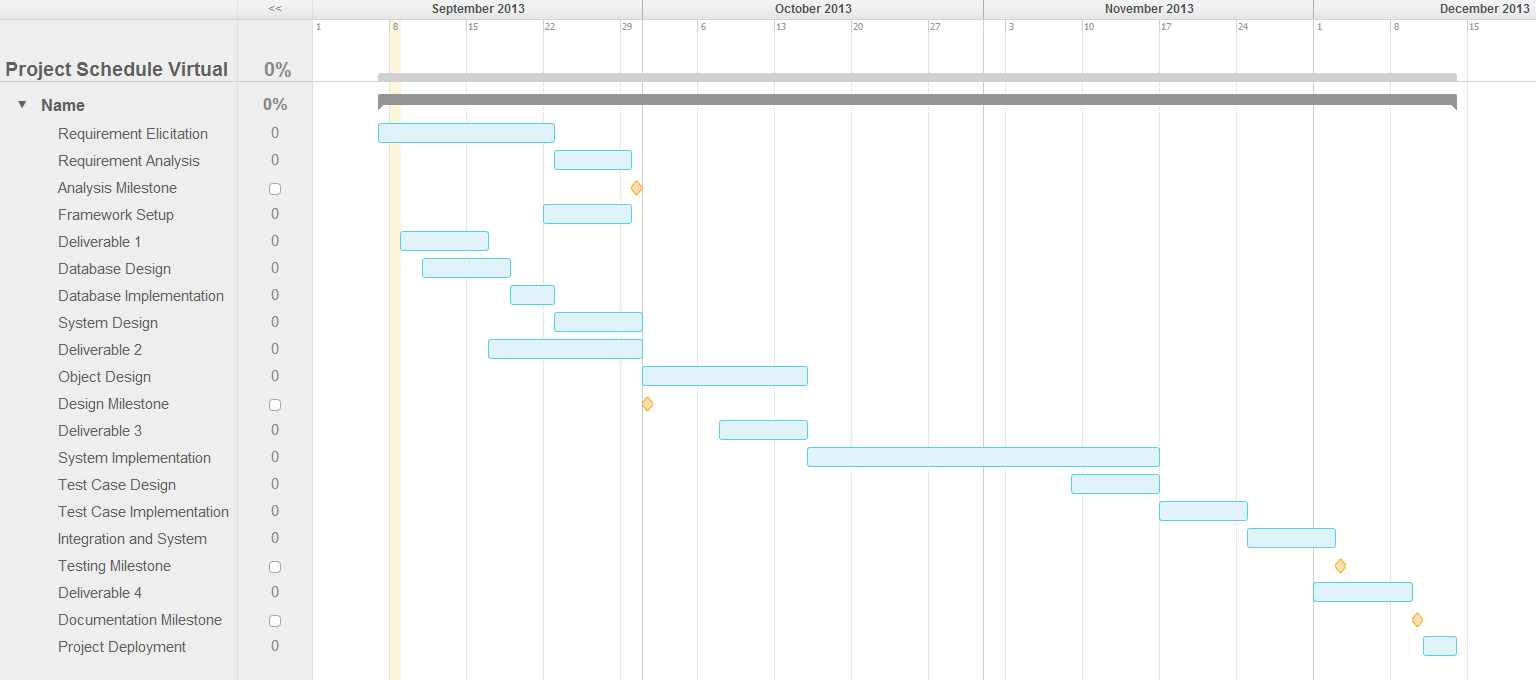 << September 2013 October 2013 November 2013 December 2013
1 8 15 22 29 6 13 20 27 3 10 17 24 1 8 15
Project Schedule Virtual 0%
Name 0%
Requirement Elicitation 0
Requirement Analysis 0
Analysis Milestone
Framework Setup 0
Deliverable 1 0
Database Design 0
Database Implementation 0
System Design 0
Deliverable 2 0
Object Design 0
Design Milestone
Deliverable 3 0
System Implementation 0
Test Case Design 0
Test Case Implementation 0
Integration and System 0
Testing Milestone
Deliverable 4 0
Documentation Milestone
Project Deployment 0